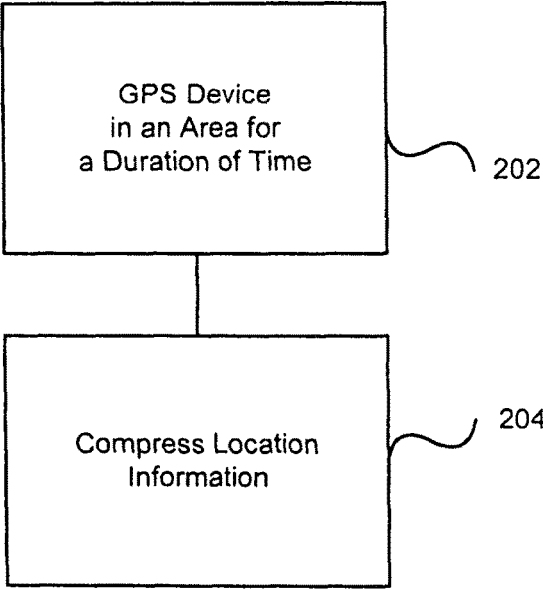 GPS Device
in an Area for
a Duration of Time
202
204
Compress Location
Information